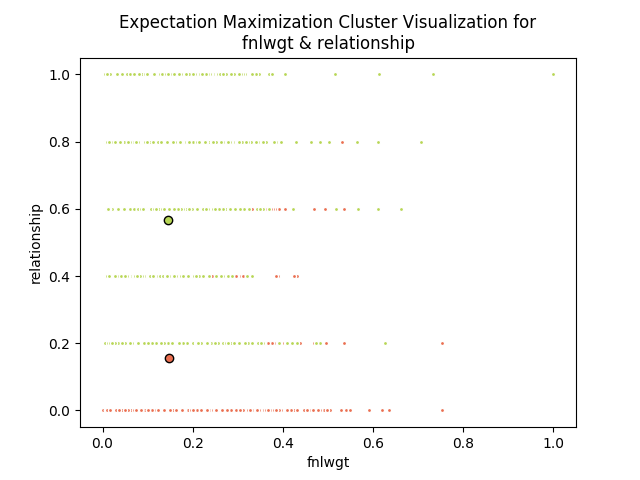 Expectation Maximization Cluster Visualization for
fnlwgt & relationship
1.0
0.8
0.6
0.4
0.2
0.0
relationship
0.0 0.2 0.4 0.6 0.8 1.0
fnlwgt